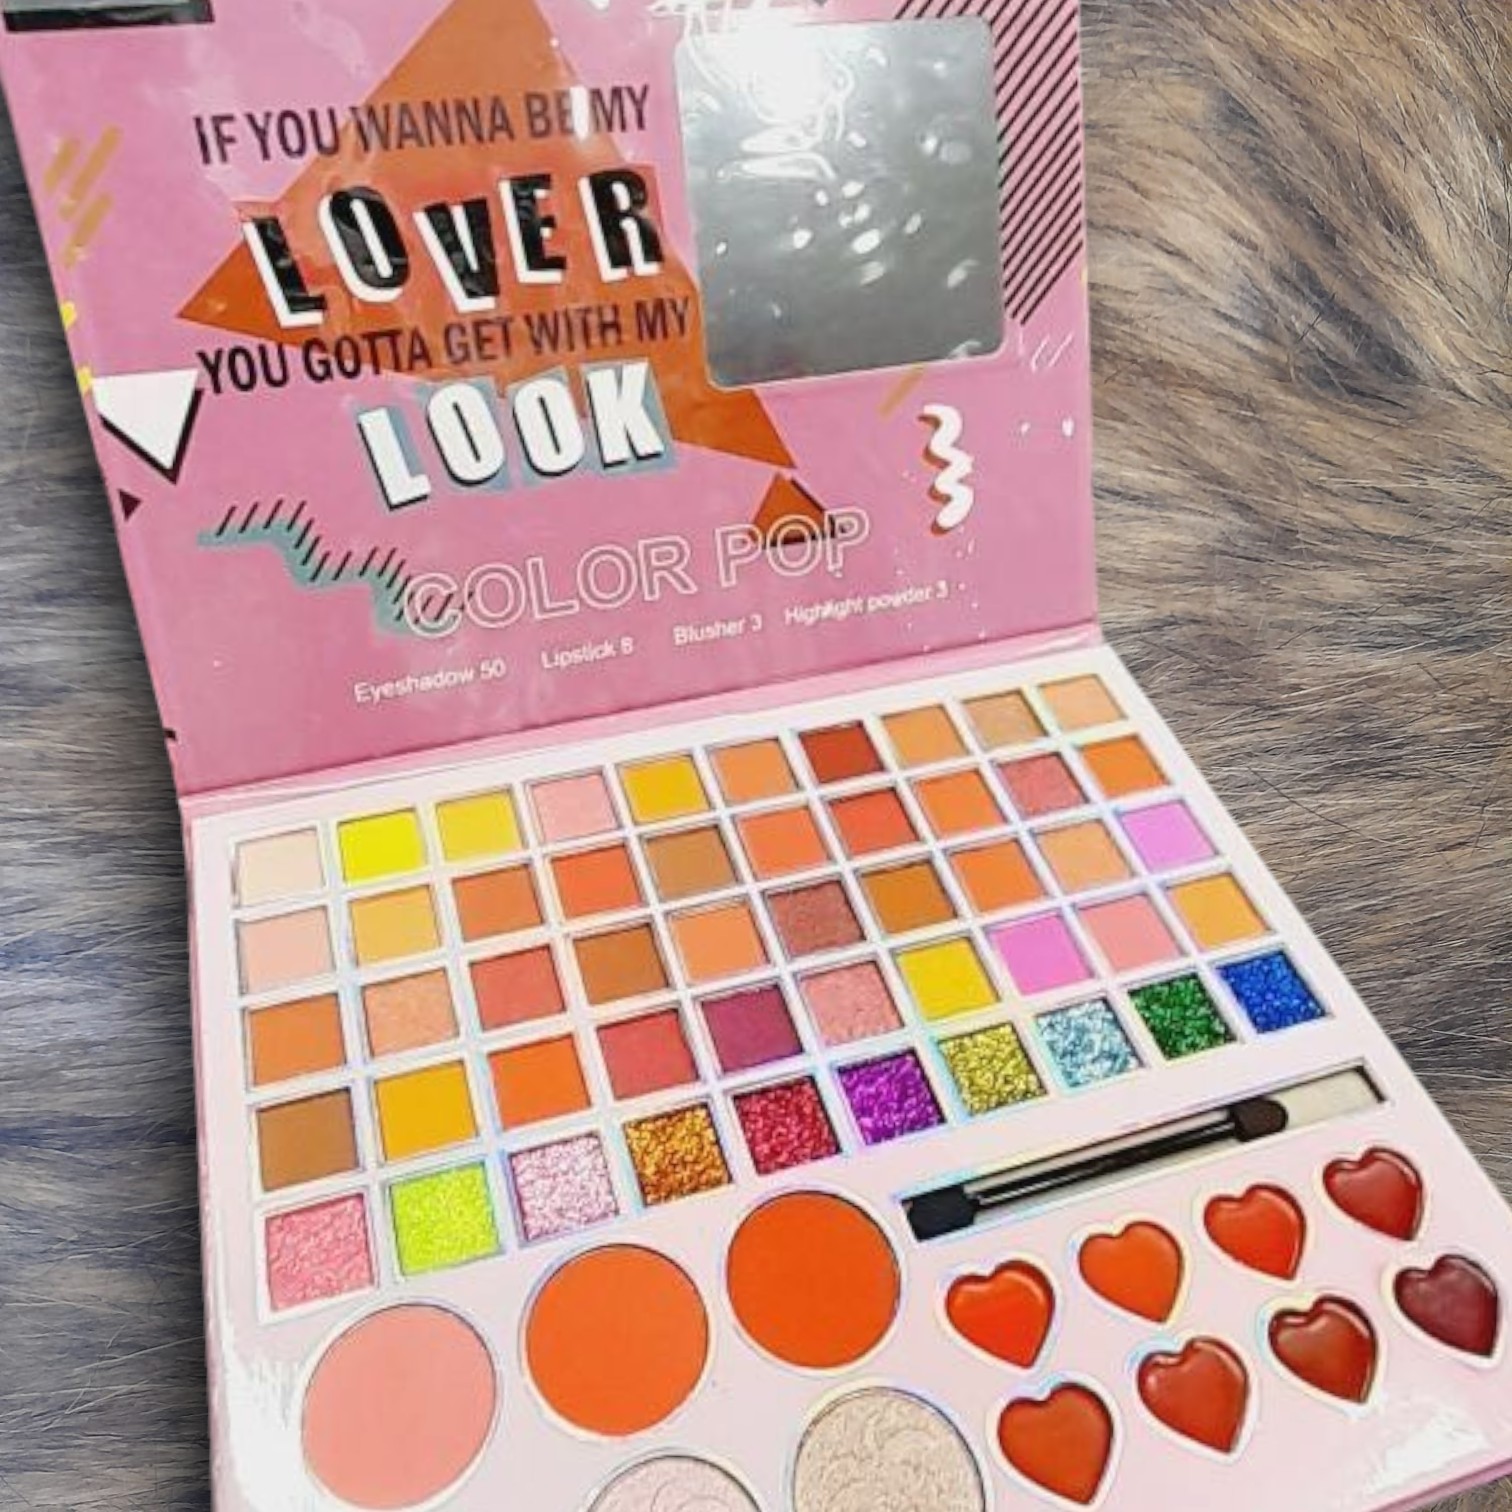 IF YOU WANNA BE MY
LOVER
YOU GOTTA GET WITH MY
LOOK
COLOR POP
Eyeshadow 50 Lipstick 8 Blusher 3 Highlight powder 3